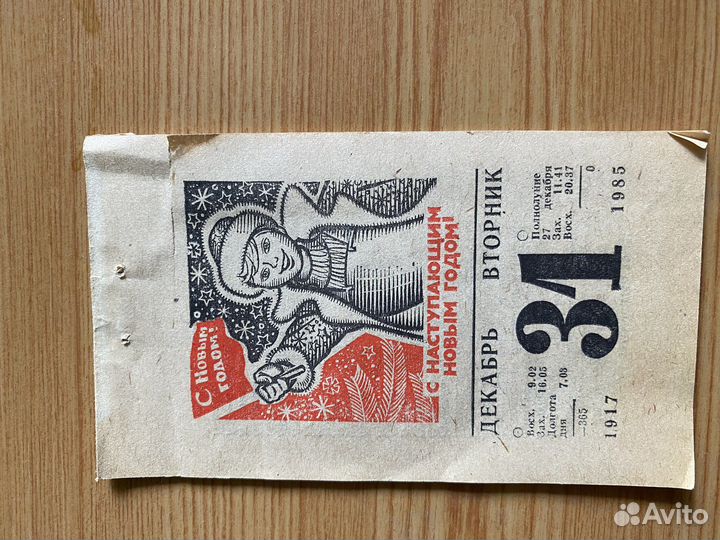 С НОВЫМ
ГОДОМ!
С НАСТУПАЮЩИМ
НОВЫМ ГОДОМ!
ДЕКАБРЬ ВТОРНИК
Восх. 9.02
Зах. 16.05
Долгота 7.03
дня
—365
31
Полнолуние
27 декабря
Зах. 11.41
Восх. 20.37
0
1917
1985
Avito